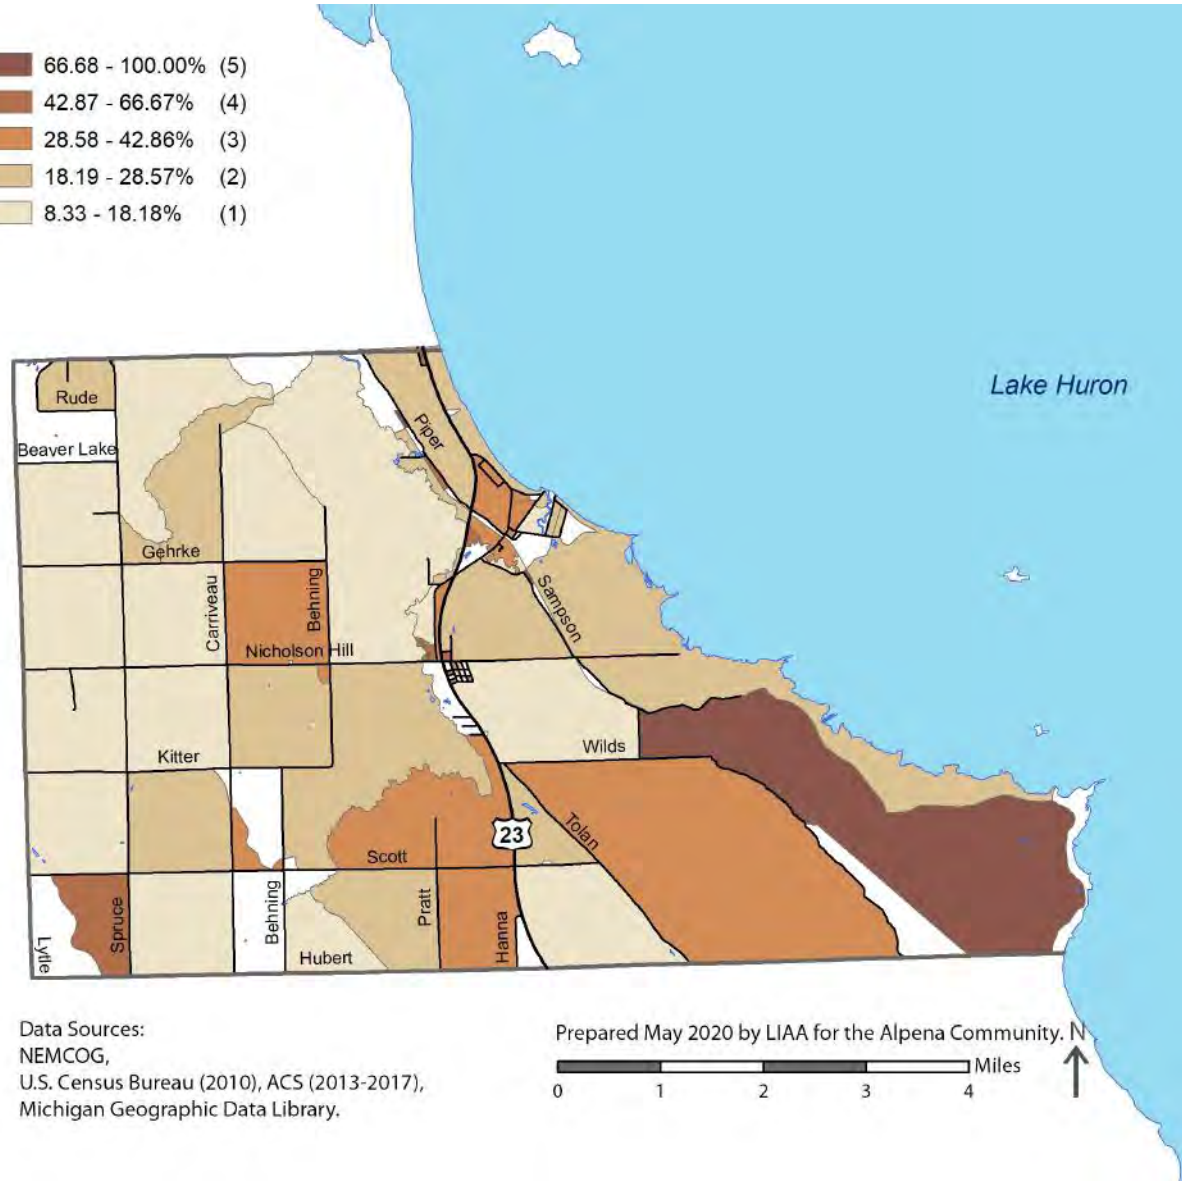 66.68 - 100.00% (5)
42.87 - 66.67% (4)
28.58 - 42.86% (3)
18.19 - 28.57% (2)
8.33 - 18.18% (1)
Lake Huron
Rude
Piper
Beaver Lake
Gehrke
Carriveau
Behning
Sampson
Nicholson Hill
Kitter
Wilds
23
Tolan
Scott
Pratt
Hanna
Behning
Spruce
Lytle
Hubert
Data Sources:
NEMCOG,
U.S. Census Bureau (2010), ACS (2013-2017),
Michigan Geographic Data Library.
Prepared May 2020 by LIAA for the Alpena Community.
N
Miles
0 1 2 3 4